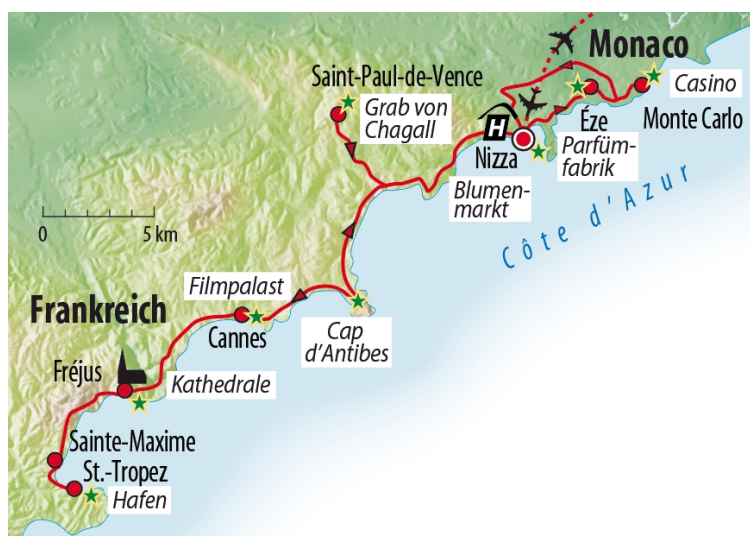 Monaco
Saint-Paul-de-Vence
Grab von
Chagall
Casino
Monte Carlo
H
Éze
Nizza
Parfüm-
fabrik
Blumen-
markt
Côte d'Azur
0 5 km
Filmpalast
Frankreich
Cannes
Cap
d'Antibes
Fréjus
Kathedrale
Sainte-Maxime
St.-Tropez
Hafen